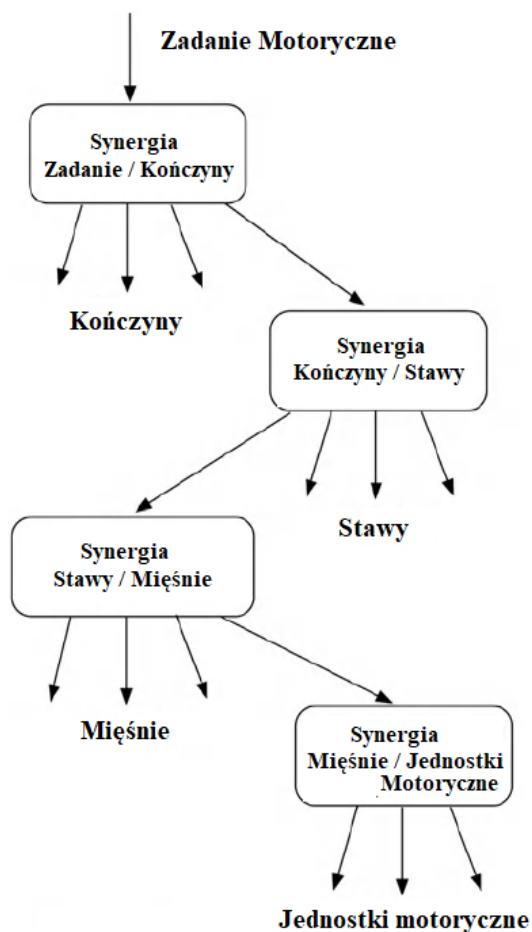 Zadanie Motoryczne
Synergia
Zadanie / Kończyny
Kończyny
Synergia
Kończyny / Stawy
Stawy
Synergia
Stawy / Mięśnie
Mięśnie
Synergia
Mięśnie / Jednostki
Motoryczne
Jednostki motoryczne